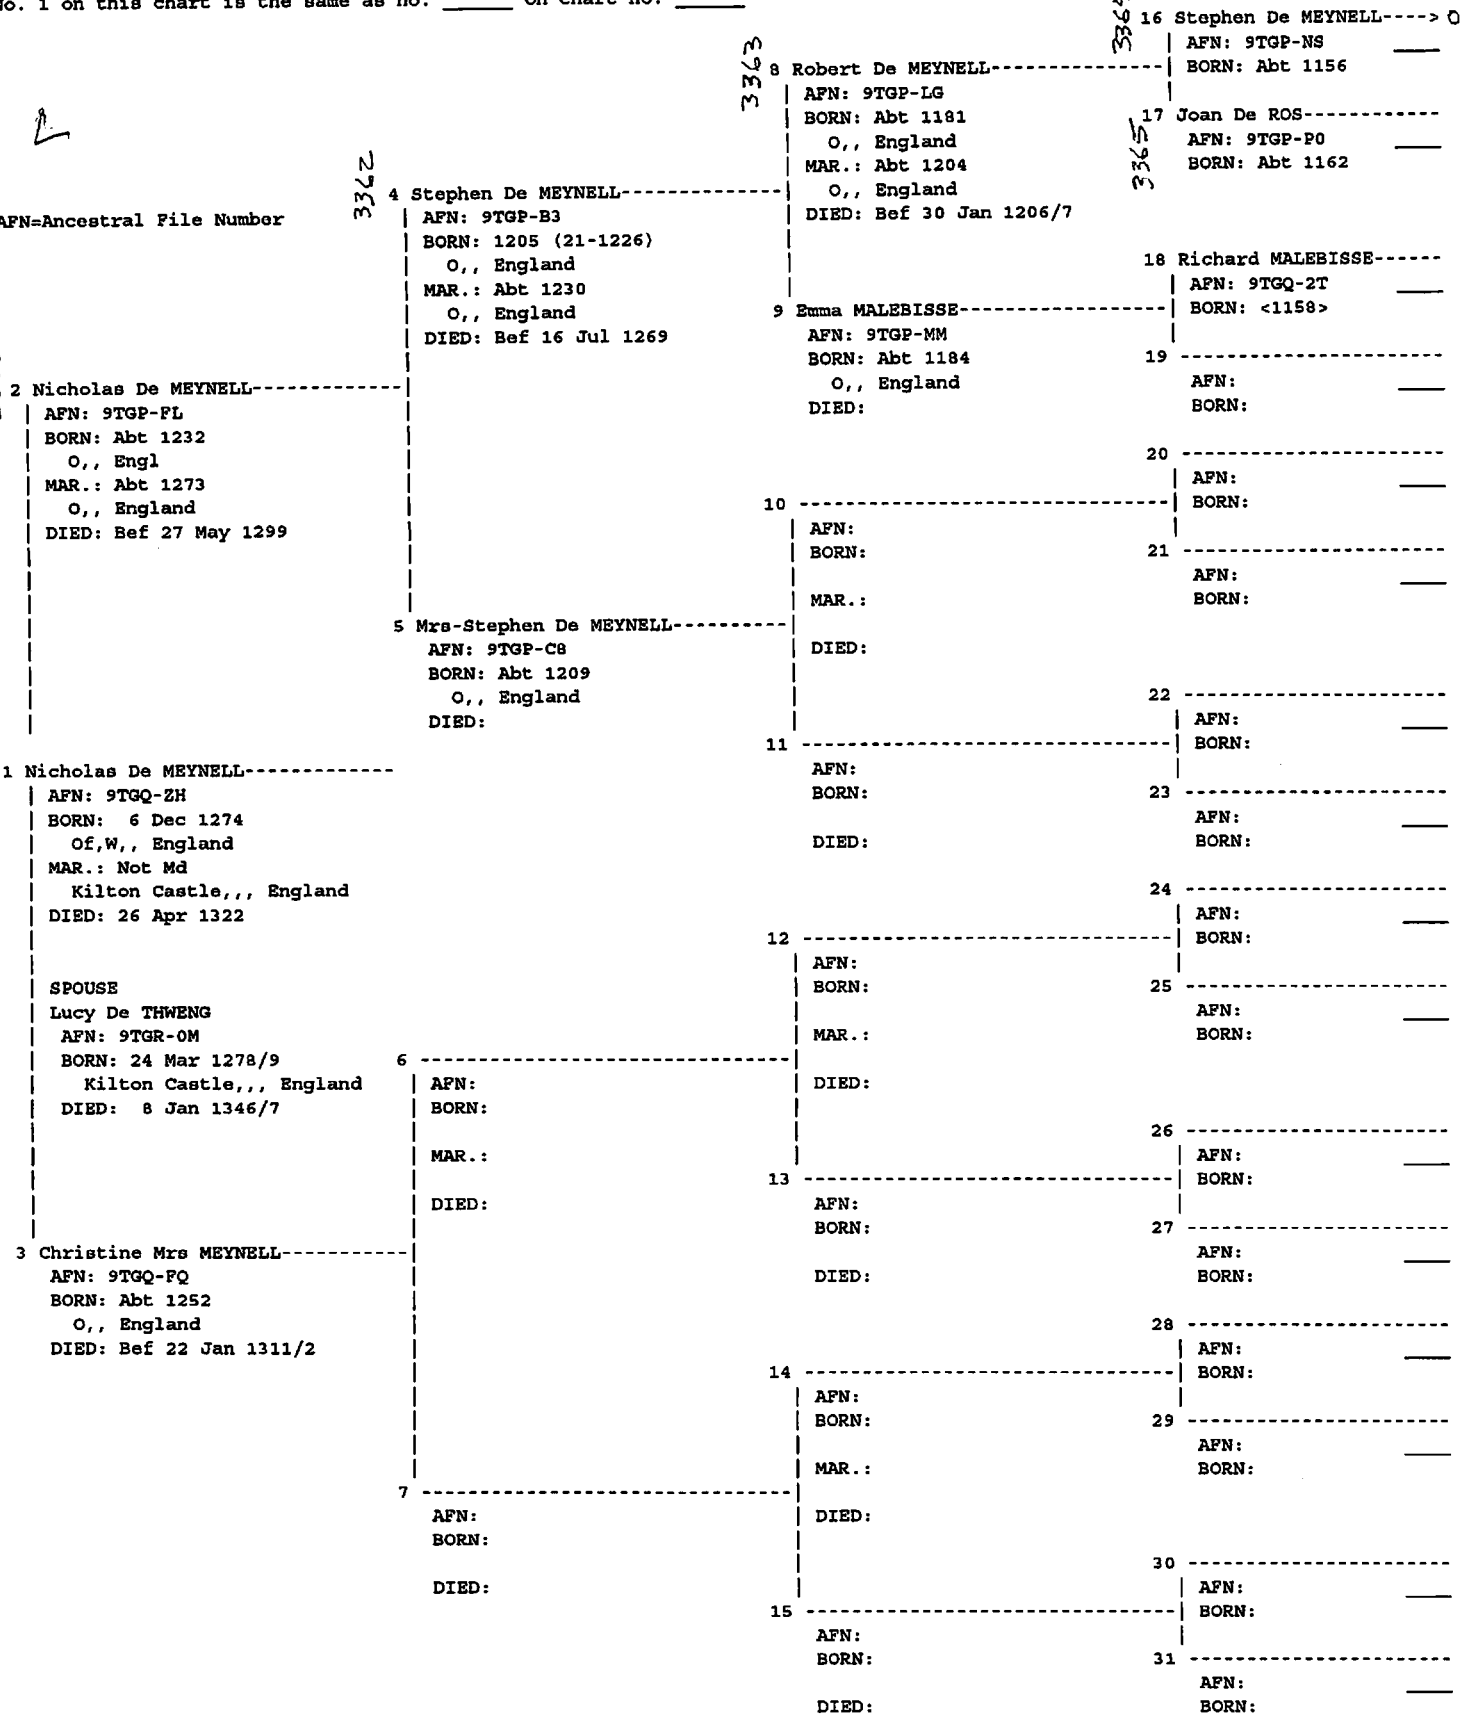 No. 1 on this chart is the same as no. _____ on chart no. _____
16 Stephen De MEYNELL----> O
AFN: 9TGP-NS
BORN: Abt 1156
3363
8 Robert De MEYNELL
AFN: 9TGP-LG
BORN: Abt 1181
O,, England
MAR.: Abt 1204
O,, England
DIED: Bef 30 Jan 1206/7
17 Joan De ROS
3365
AFN: 9TGP-P0
BORN: Abt 1162
3362
4 Stephen De MEYNELL
AFN: 9TGP-B3
BORN: 1205 (21-1226)
O,, England
MAR.: Abt 1230
O,, England
DIED: Bef 16 Jul 1269
AFN=Ancestral File Number
18 Richard MALEBISSE
AFN: 9TGQ-2T
BORN: <1158>
9 Emma MALEBISSE
AFN: 9TGP-MM
BORN: Abt 1184
O,, England
DIED:
19
AFN:
BORN:
2 Nicholas De MEYNELL
AFN: 9TGP-FL
BORN: Abt 1232
O,, Engl
MAR.: Abt 1273
O,, England
DIED: Bef 27 May 1299
20
AFN:
BORN:
10
AFN:
BORN:
MAR.:
DIED:
21
AFN:
BORN:
5 Mrs-Stephen De MEYNELL
AFN: 9TGP-C8
BORN: Abt 1209
O,, England
DIED:
22
AFN:
BORN:
11
AFN:
BORN:
DIED:
23
AFN:
BORN:
1 Nicholas De MEYNELL
AFN: 9TGQ-ZH
BORN: 6 Dec 1274
Of,W,, England
MAR.: Not Md
Kilton Castle,,, England
DIED: 26 Apr 1322
SPOUSE
Lucy De THWENG
AFN: 9TGR-0M
BORN: 24 Mar 1278/9
Kilton Castle,,, England
DIED: 8 Jan 1346/7
24
AFN:
BORN:
12
AFN:
BORN:
MAR.:
DIED:
25
AFN:
BORN:
6
AFN:
BORN:
MAR.:
DIED:
26
AFN:
BORN:
13
AFN:
BORN:
DIED:
27
AFN:
BORN:
3 Christine Mrs MEYNELL
AFN: 9TGQ-FQ
BORN: Abt 1252
O,, England
DIED: Bef 22 Jan 1311/2
28
AFN:
BORN:
14
AFN:
BORN:
MAR.:
DIED:
29
AFN:
BORN:
7
AFN:
BORN:
DIED:
30
AFN:
BORN:
15
AFN:
BORN:
DIED:
31
AFN:
BORN: